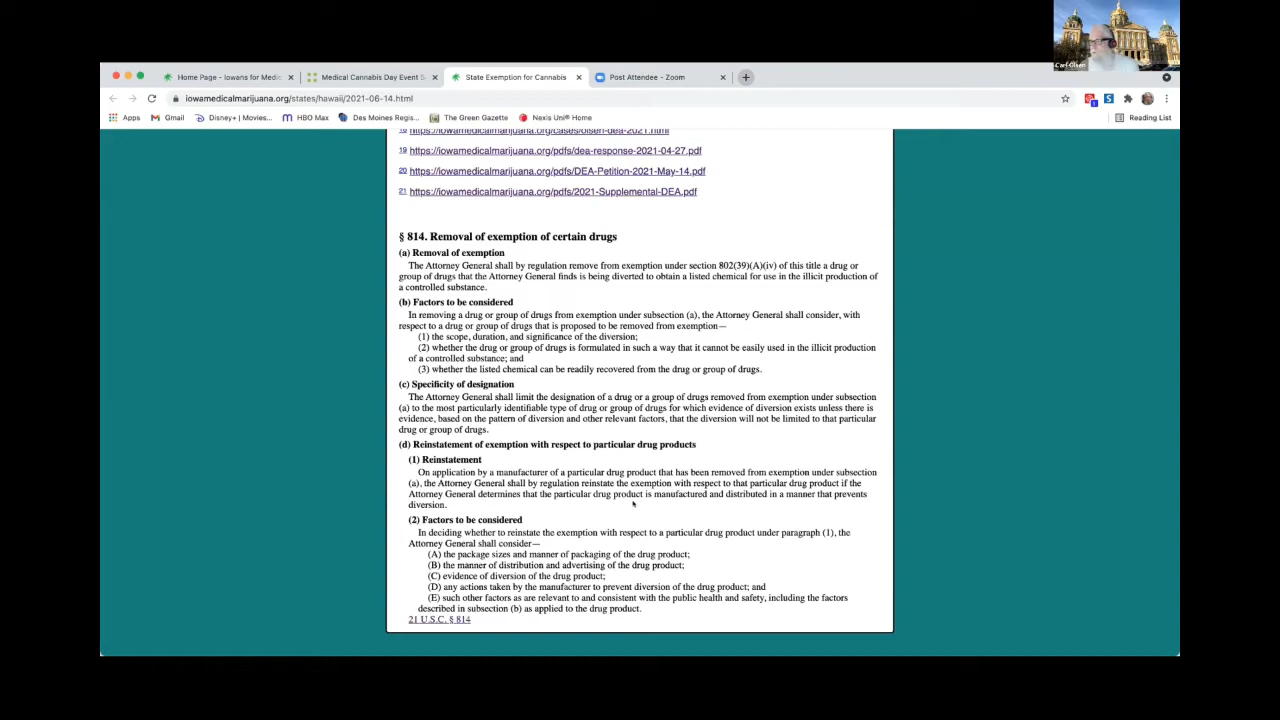 Carl Olsen
Home Page - Iowans for Medic
Medical Cannabis Day Event S
State Exemption for Cannabis
Post Attendee - Zoom
iowamedicalmarijuana.org/states/hawaii/2021-06-14.html
Apps
Gmail
Disney+ | Movies...
HBO Max
Des Moines Regis...
The Green Gazette
Nexis Uni® Home
Reading List
https://iowamedicalmarijuana.org/cases/olsen-dea-2021.html
19 https://iowamedicalmarijuana.org/pdfs/dea-response-2021-04-27.pdf
20 https://iowamedicalmarijuana.org/pdfs/DEA-Petition-2021-May-14.pdf
21 https://iowamedicalmarijuana.org/pdfs/2021-Supplemental-DEA.pdf
§ 814. Removal of exemption of certain drugs
(a) Removal of exemption
The Attorney General shall by regulation remove from exemption under section 802(39)(A)(iv) of this title a drug or
group of drugs that the Attorney General finds is being diverted to obtain a listed chemical for use in the illicit production of
a controlled substance.
(b) Factors to be considered
In removing a drug or group of drugs from exemption under subsection (a), the Attorney General shall consider, with
respect to a drug or group of drugs that is proposed to be removed from exemption—
(1) the scope, duration, and significance of the diversion;
(2) whether the drug or group of drugs is formulated in such a way that it cannot be easily used in the illicit production
of a controlled substance; and
(3) whether the listed chemical can be readily recovered from the drug or group of drugs.
(c) Specificity of designation
The Attorney General shall limit the designation of a drug or a group of drugs removed from exemption under subsection
(a) to the most particularly identifiable type of drug or group of drugs for which evidence of diversion exists unless there is
evidence, based on the pattern of diversion and other relevant factors, that the diversion will not be limited to that particular
drug or group of drugs.
(d) Reinstatement of exemption with respect to particular drug products
(1) Reinstatement
On application by a manufacturer of a particular drug product that has been removed from exemption under subsection
(a), the Attorney General shall by regulation reinstate the exemption with respect to that particular drug product if the
Attorney General determines that the particular drug product is manufactured and distributed in a manner that prevents
diversion.
(2) Factors to be considered
In deciding whether to reinstate the exemption with respect to a particular drug product under paragraph (1), the
Attorney General shall consider—
(A) the package sizes and manner of packaging of the drug product;
(B) the manner of distribution and advertising of the drug product;
(C) evidence of diversion of the drug product;
(D) any actions taken by the manufacturer to prevent diversion of the drug product; and
(E) such other factors as are relevant to and consistent with the public health and safety, including the factors
described in subsection (b) as applied to the drug product.
21 U.S.C. § 814